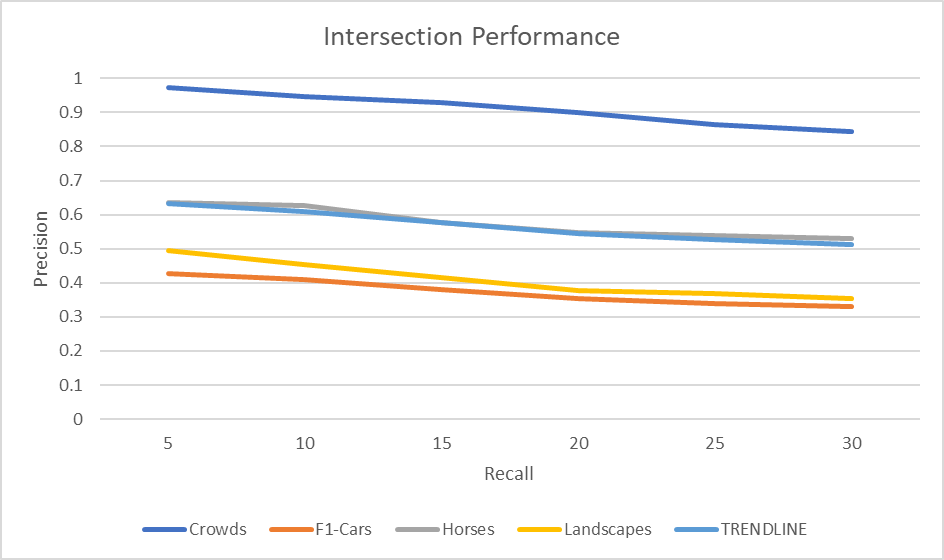 Intersection Performance
1
0.9
0.8
0.7
0.6
0.5
0.4
0.3
0.2
0.1
0
Precision
5 10 15 20 25 30
Recall
Crowds F1-Cars Horses Landscapes TRENDLINE